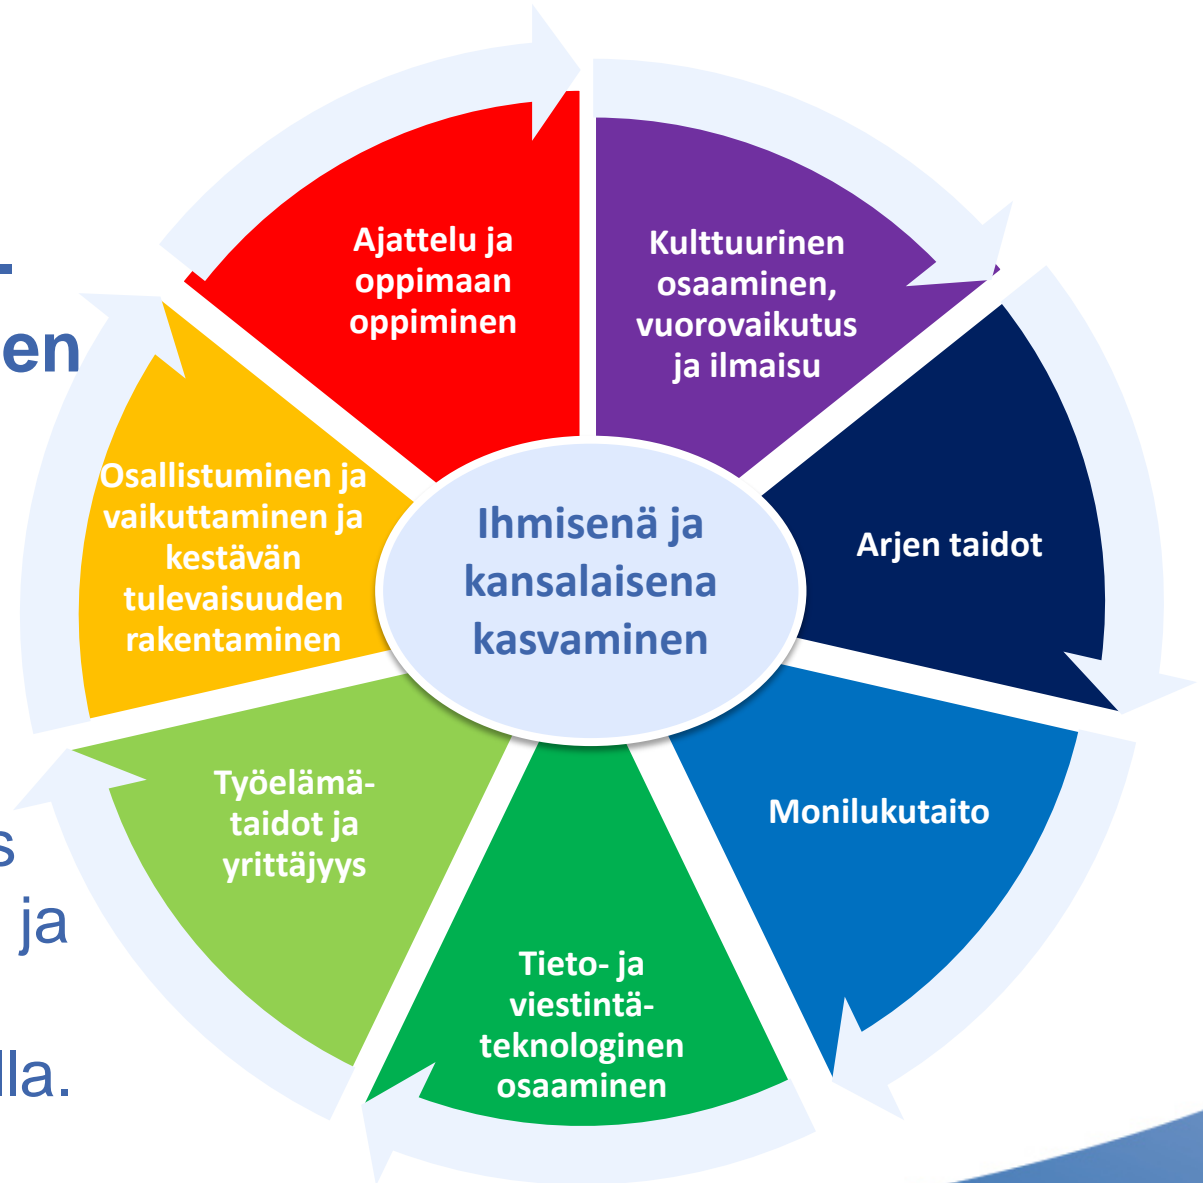 -
en
s
ja
lla.
Ajattelu ja
oppimaan
oppiminen
Kulttuurinen
osaaminen,
vuorovaikutus
ja ilmaisu
Arjen taidot
Monilukutaito
Tieto- ja
viestintä-
teknologinen
osaaminen
Työelämä-
taidot ja
yrittäjyys
Osallistuminen ja
vaikuttaminen ja
kestävän
tulevaisuuden
rakentaminen
Ihmisenä ja
kansalaisena
kasvaminen